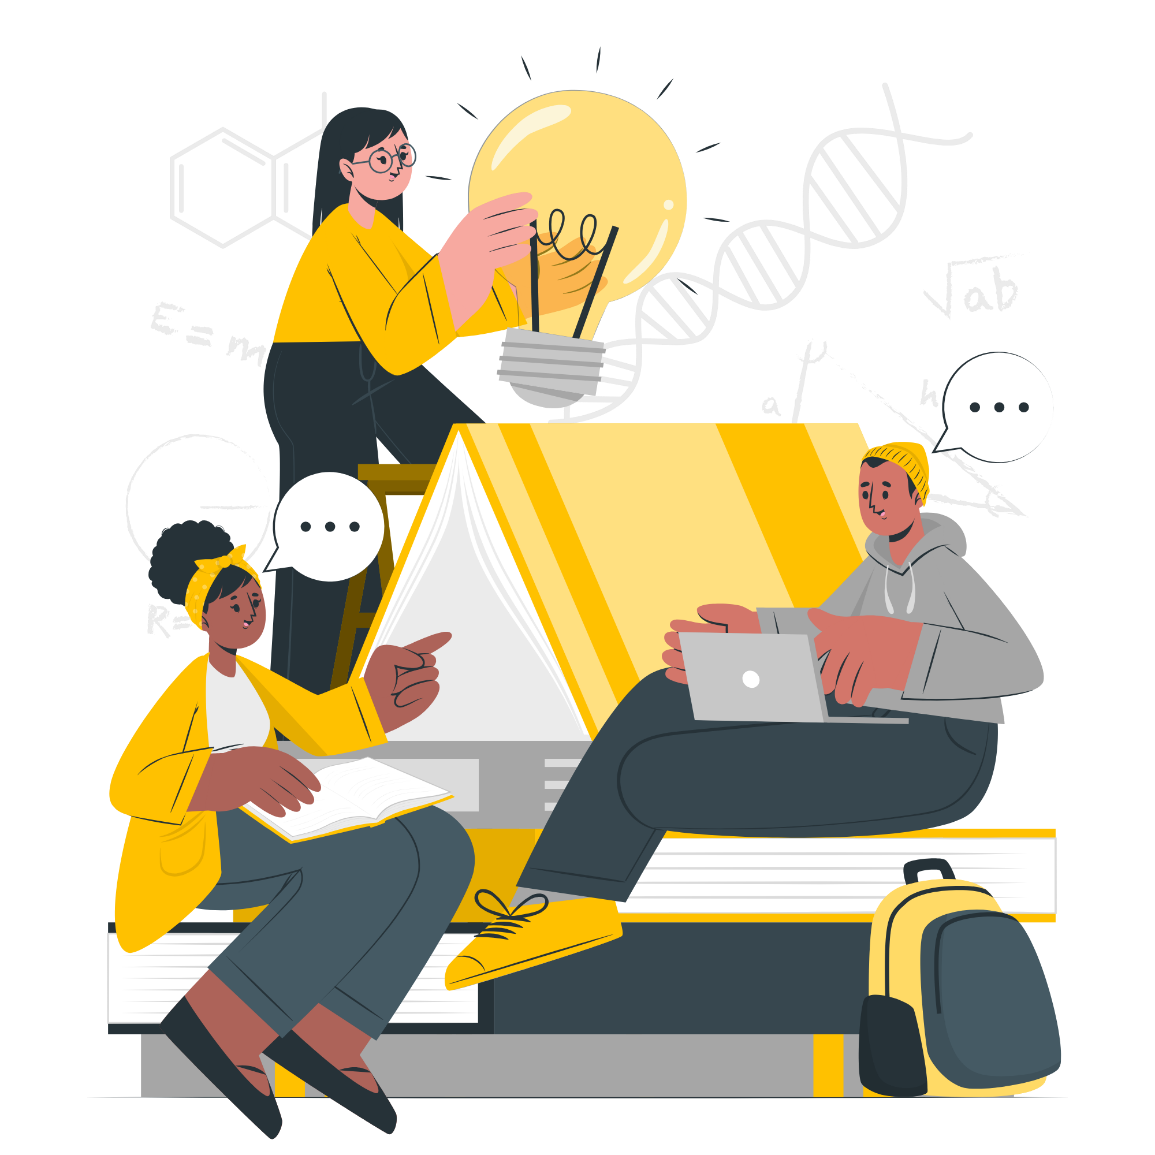 E = m
√ab
a
h
R=